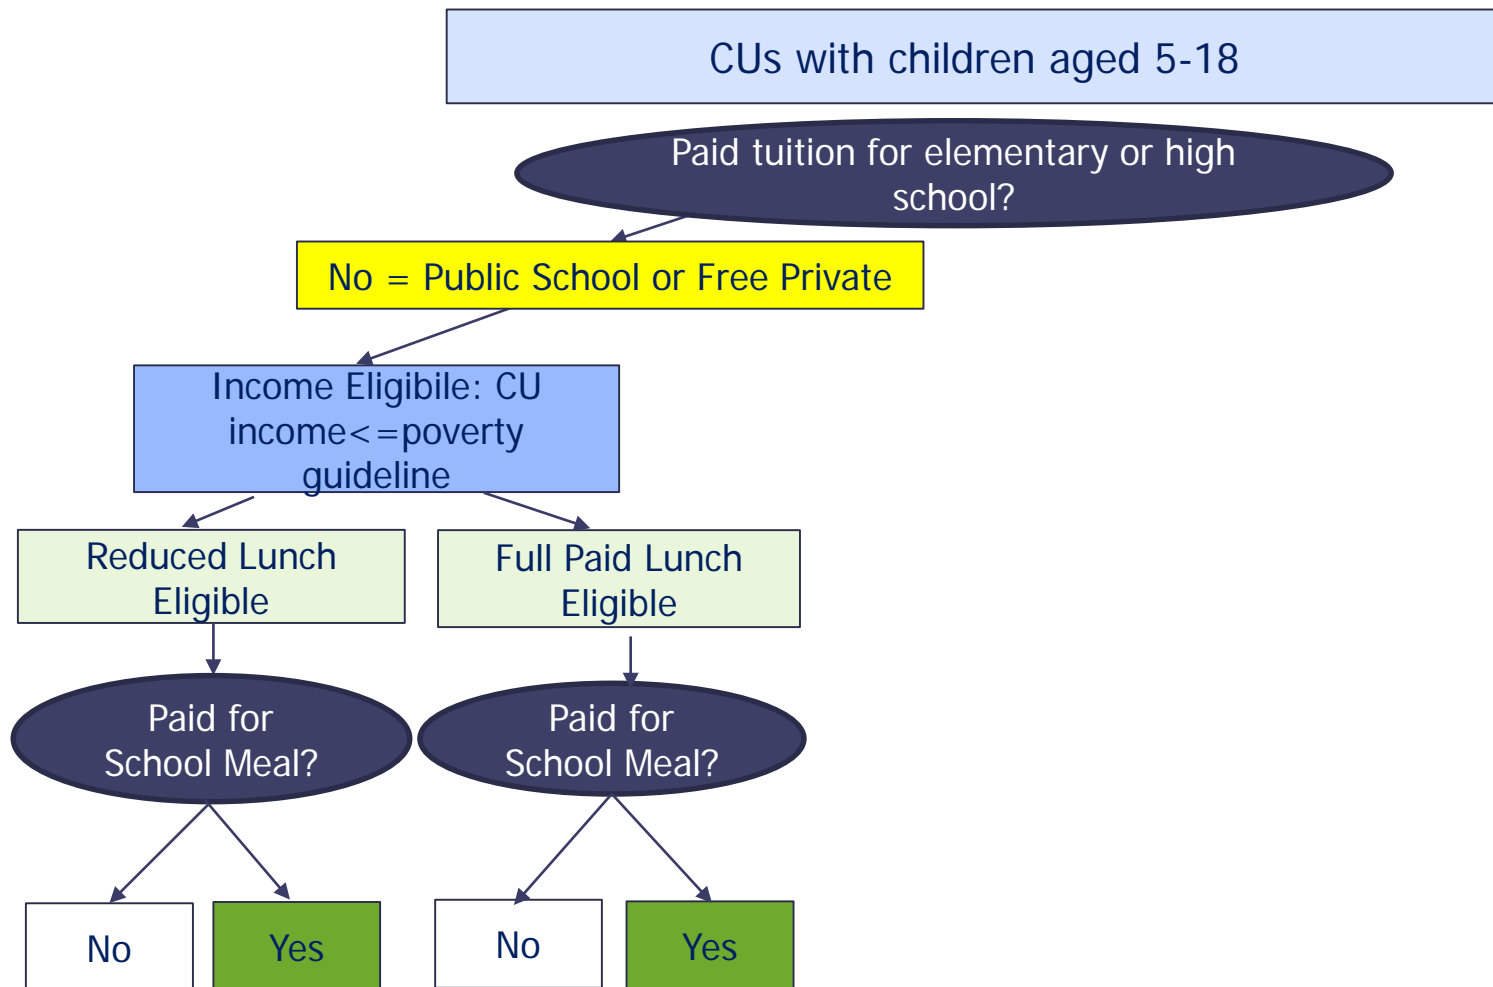 CUs with children aged 5-18
Paid tuition for elementary or high
school?
No = Public School or Free Private
Income Eligibile: CU
income<=poverty
guideline
Reduced Lunch
Eligible
Full Paid Lunch
Eligible
Paid for
School Meal?
Paid for
School Meal?
No
Yes
No
Yes